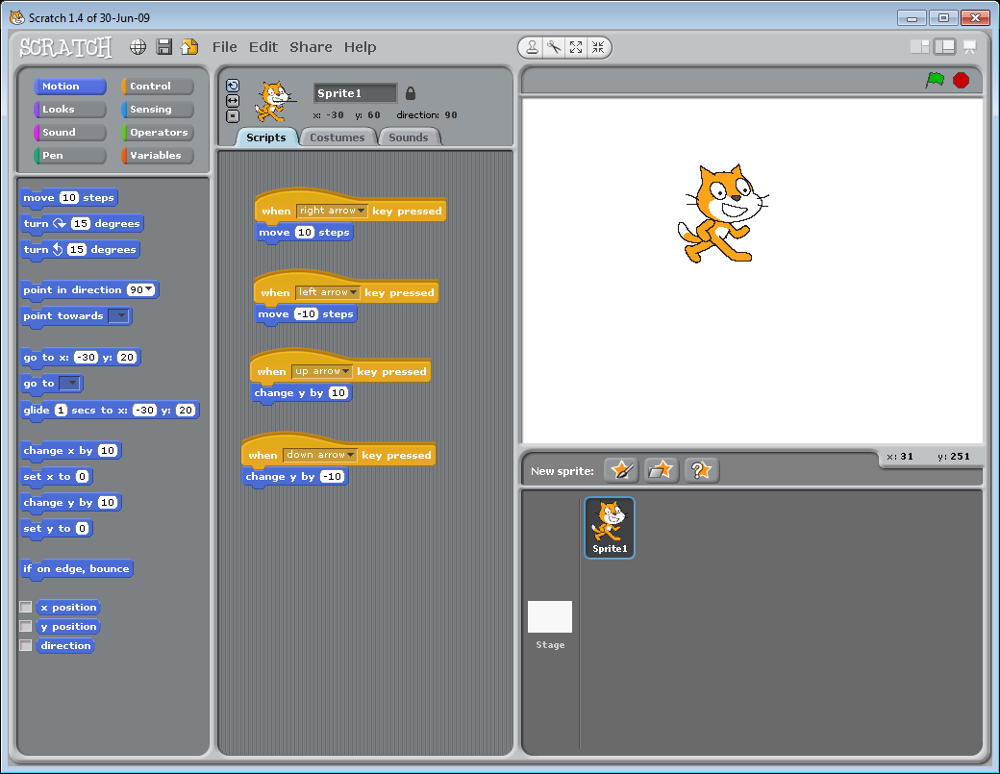 Scratch 1.4 of 30-Jun-09
SCRATCH
File Edit Share Help
Motion Control
Looks Sensing
Sound Operators
Pen Variables
move 10 steps
turn 15 degrees
turn 15 degrees
point in direction 90
point towards
go to x: -30 y: 20
go to
glide 1 secs to x: -30 y: 20
change x by 10
set x to 0
change y by 10
set y to 0
if on edge, bounce
x position
y position
direction
Sprite1
x: -30 y: 60 direction: 90
Scripts Costumes Sounds
when right arrow key pressed
move 10 steps
when left arrow key pressed
move -10 steps
when up arrow key pressed
change y by 10
when down arrow key pressed
change y by -10
x: 31 y: 251
New sprite:
Sprite1
Stage